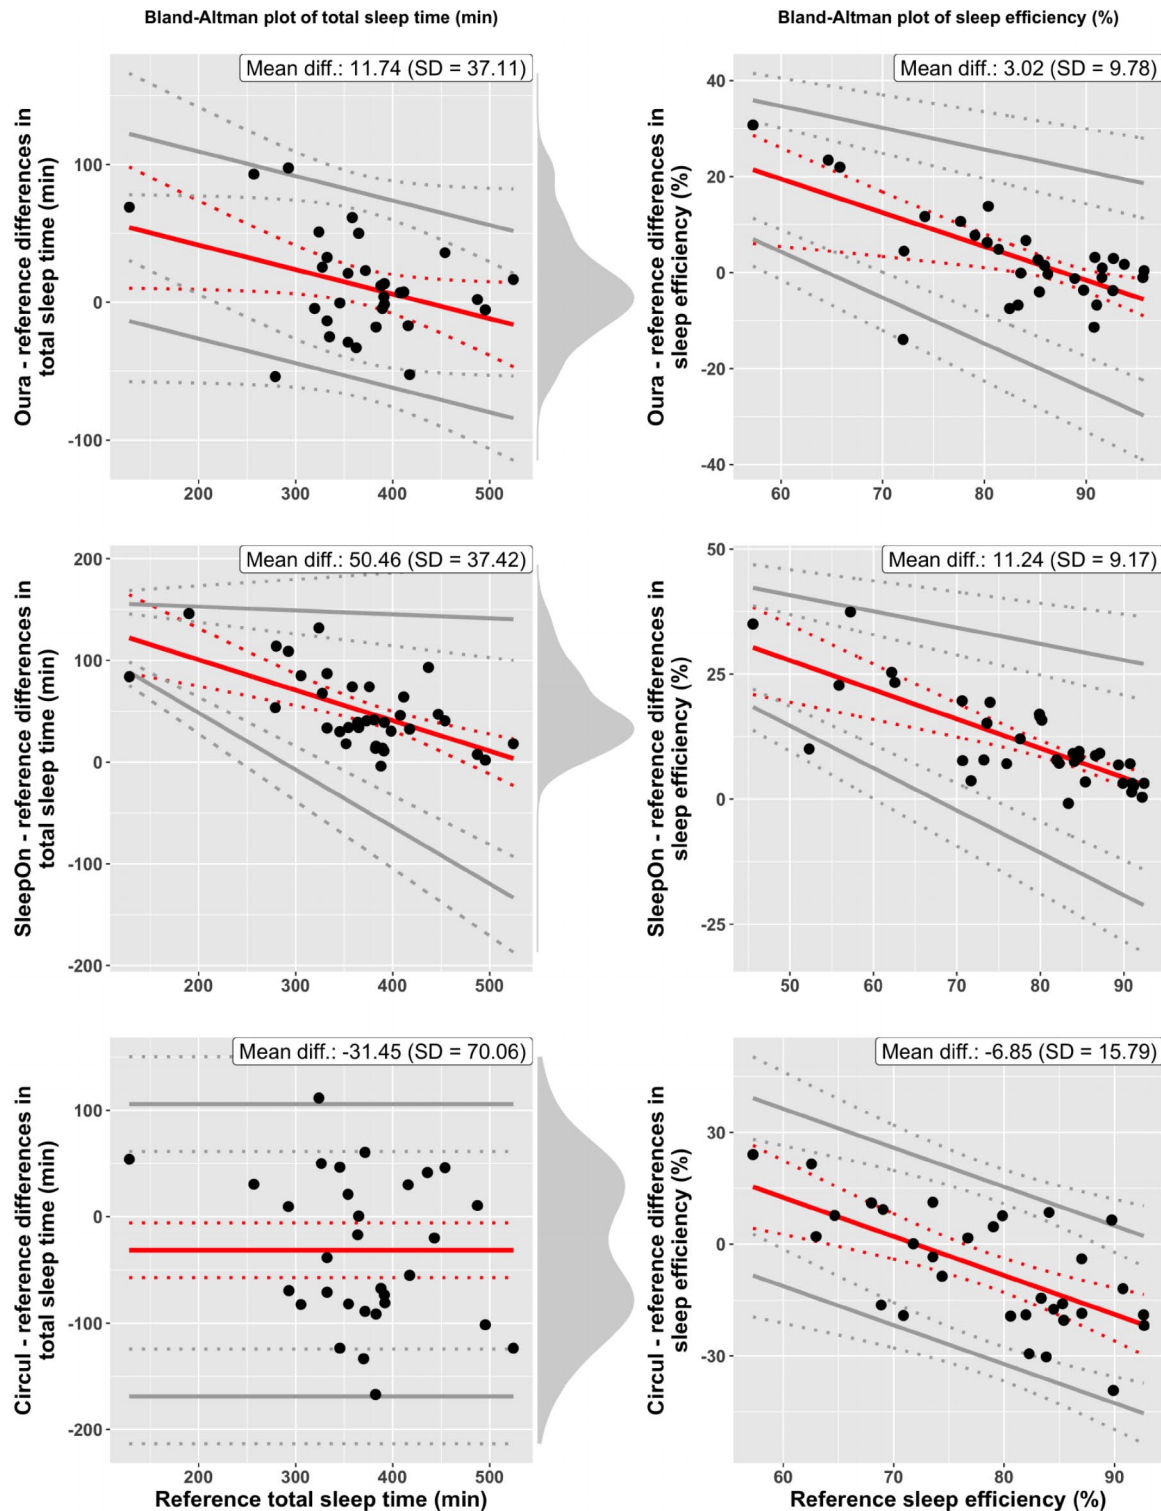 Bland-Altman plot of total sleep time (min)
Bland-Altman plot of sleep efficiency (%)
Oura - reference differences in
total sleep time (min)
Mean diff.: 11.74 (SD = 37.11)
100
0
-100
200 300 400 500
Oura - reference differences in
sleep efficiency (%)
Mean diff.: 3.02 (SD = 9.78)
40
20
0
-20
-40
60 70 80 90
SleepOn - reference differences in
total sleep time (min)
Mean diff.: 50.46 (SD = 37.42)
200
100
0
-100
-200
200 300 400 500
SleepOn - reference differences in
sleep efficiency (%)
Mean diff.: 11.24 (SD = 9.17)
50
25
0
-25
50 60 70 80 90
Circul - reference differences in
total sleep time (min)
Mean diff.: -31.45 (SD = 70.06)
100
0
-100
-200
200 300 400 500
Reference total sleep time (min)
Circul - reference differences in
sleep efficiency (%)
Mean diff.: -6.85 (SD = 15.79)
30
0
-30
60 70 80 90
Reference sleep efficiency (%)